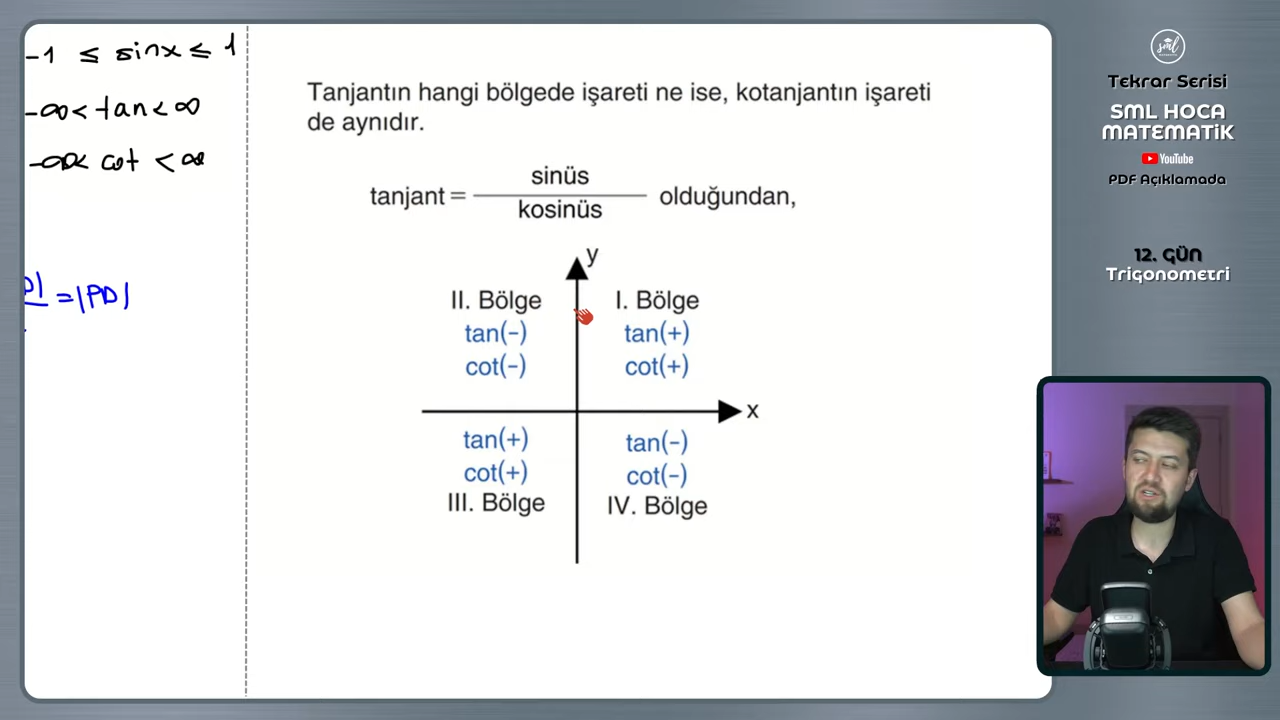 -1 ≤ sinx ≤ 1
-∞ < tan < ∞
-∞ < cot < ∞
= |PD|
Tanjantın hangi bölgede işareti ne ise, kotanjantın işareti
de aynıdır.
tanjant = sinüs / kosinüs olduğundan,
y
II. Bölge
tan(–)
cot(–)
I. Bölge
tan(+)
cot(+)
x
tan(+)
cot(+)
III. Bölge
tan(–)
cot(–)
IV. Bölge
sml
Tekrar Serisi
SML HOCA
MATEMATİK
YouTube
PDF Açıklamada
12. GÜN
Trigonometri